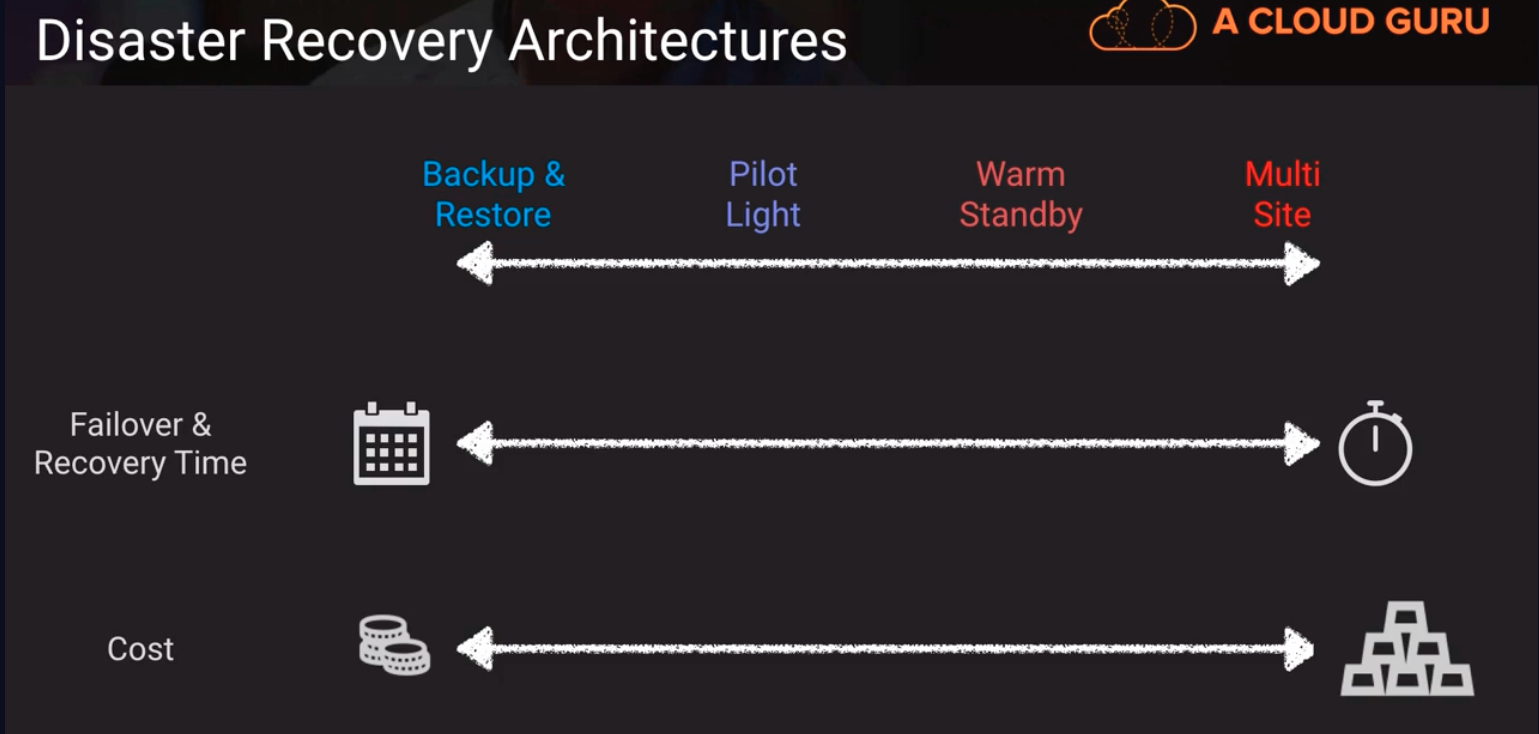 Disaster Recovery Architectures
A CLOUD GURU
Backup &
Restore
Pilot
Light
Warm
Standby
Multi
Site
Failover &
Recovery Time
Cost